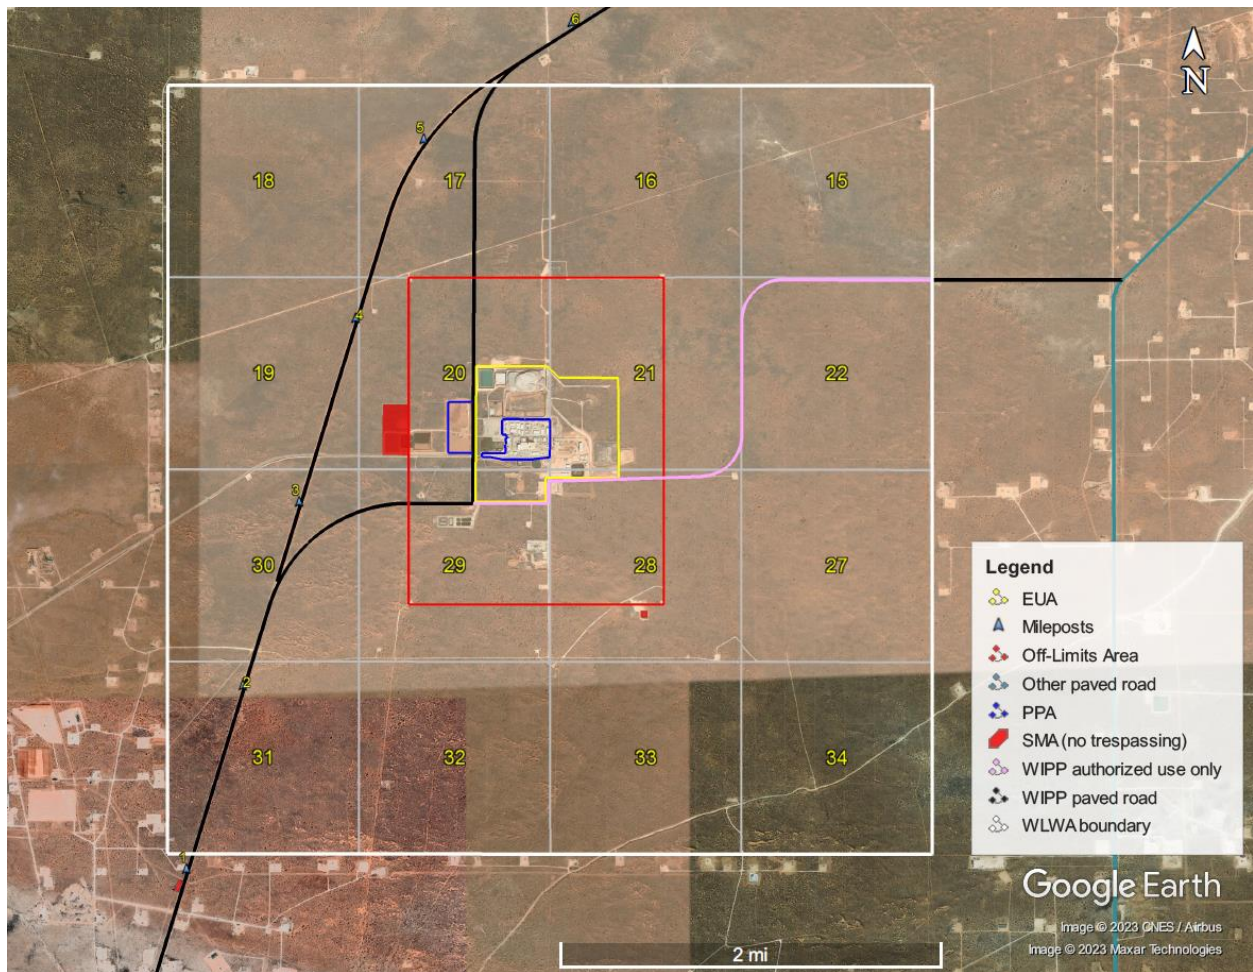 6
N
5
18
17
16
15
4
19
20
21
22
3
30
29
28
27
2
31
32
33
34
1
Legend
EUA
Mileposts
Off-Limits Area
Other paved road
PPA
SMA (no trespassing)
WIPP authorized use only
WIPP paved road
WLWA boundary
Google Earth
Image © 2023 CNES / Airbus
Image © 2023 Maxar Technologies
2 mi